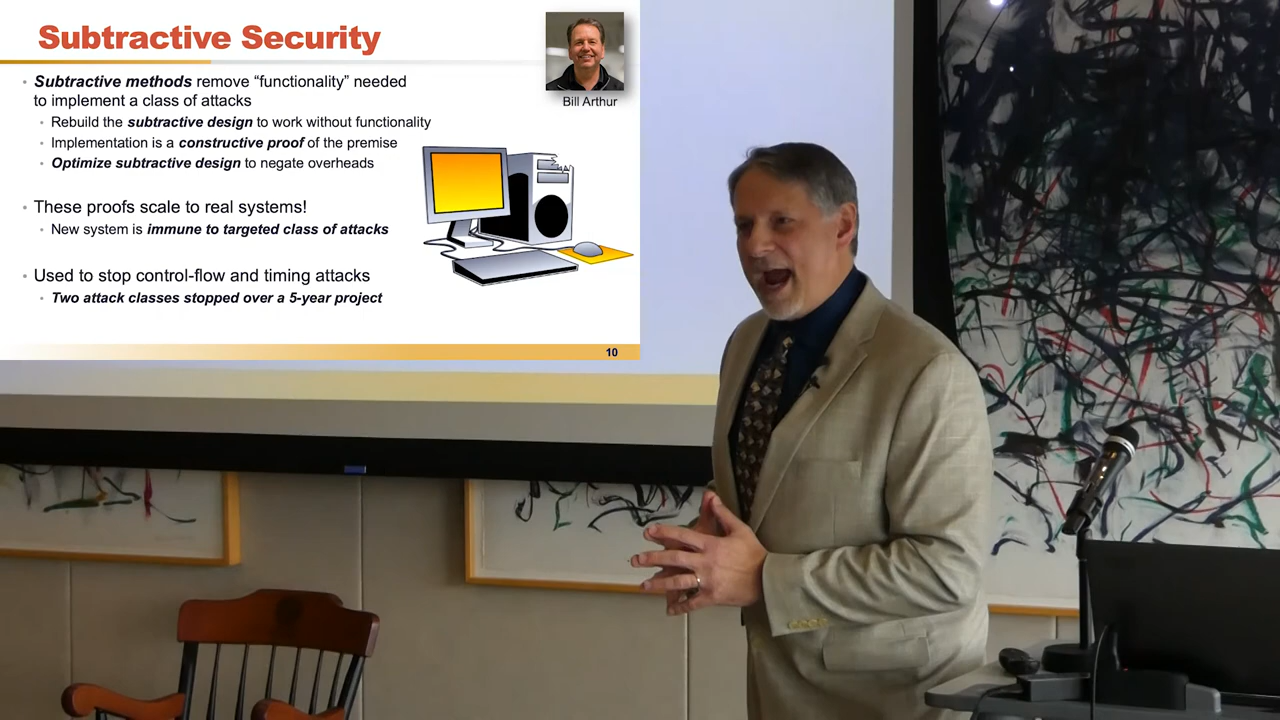 Subtractive Security
Bill Arthur
• Subtractive methods remove “functionality” needed
to implement a class of attacks
• Rebuild the subtractive design to work without functionality
• Implementation is a constructive proof of the premise
• Optimize subtractive design to negate overheads
• These proofs scale to real systems!
• New system is immune to targeted class of attacks
• Used to stop control-flow and timing attacks
• Two attack classes stopped over a 5-year project
10